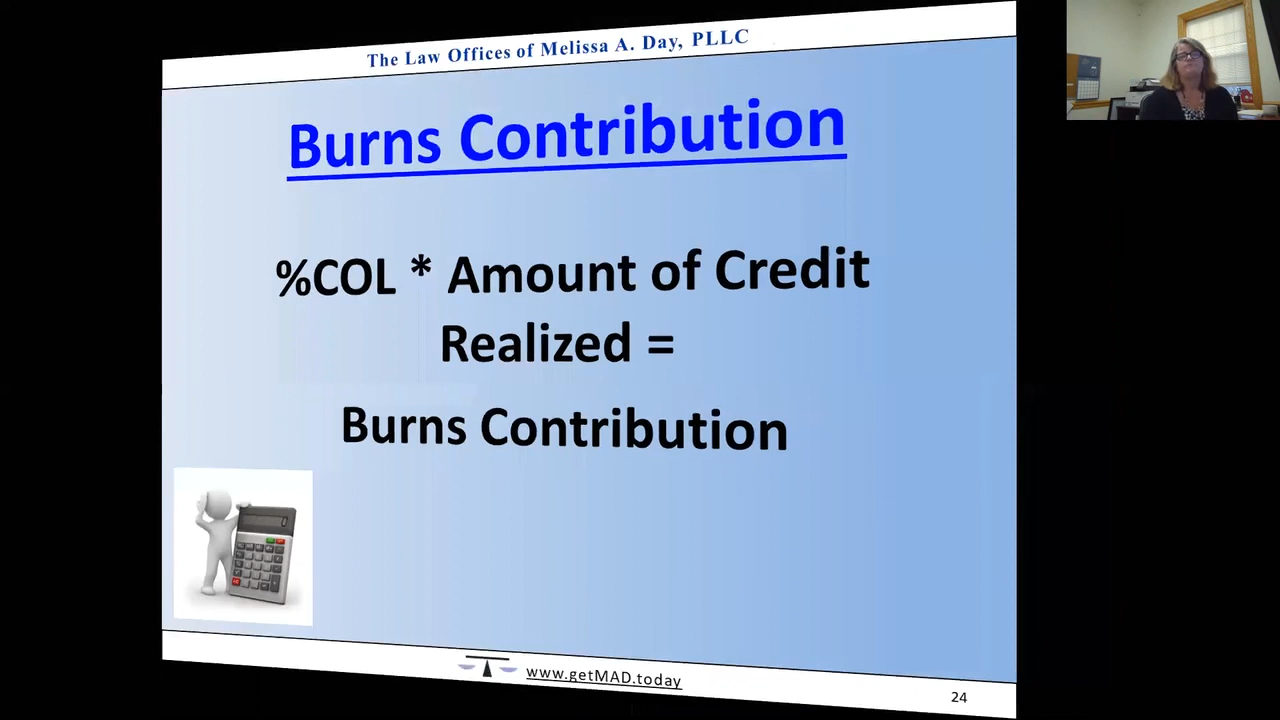 The Law Offices of Melissa A. Day, PLLC
Burns Contribution
%COL * Amount of Credit
Realized =
Burns Contribution
www.getMAD.today
24